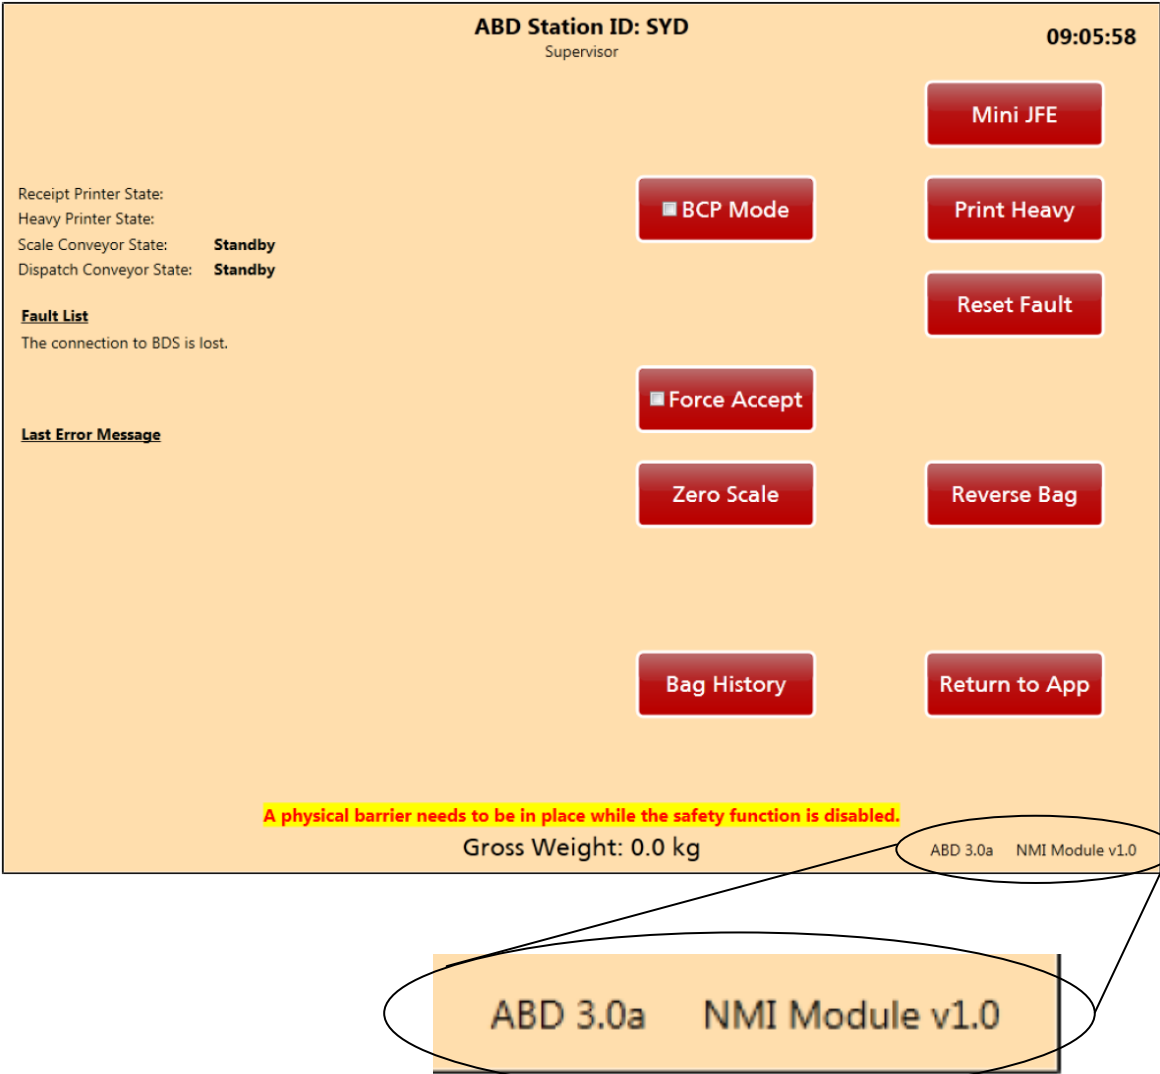 ABD Station ID: SYD
Supervisor
09:05:58
Mini JFE
Receipt Printer State:
Heavy Printer State:
Scale Conveyor State: Standby
Dispatch Conveyor State: Standby
BCP Mode
Print Heavy
Fault List
The connection to BDS is lost.
Reset Fault
Force Accept
Last Error Message
Zero Scale
Reverse Bag
Bag History
Return to App
A physical barrier needs to be in place while the safety function is disabled.
Gross Weight: 0.0 kg
ABD 3.0a NMI Module v1.0
ABD 3.0a NMI Module v1.0